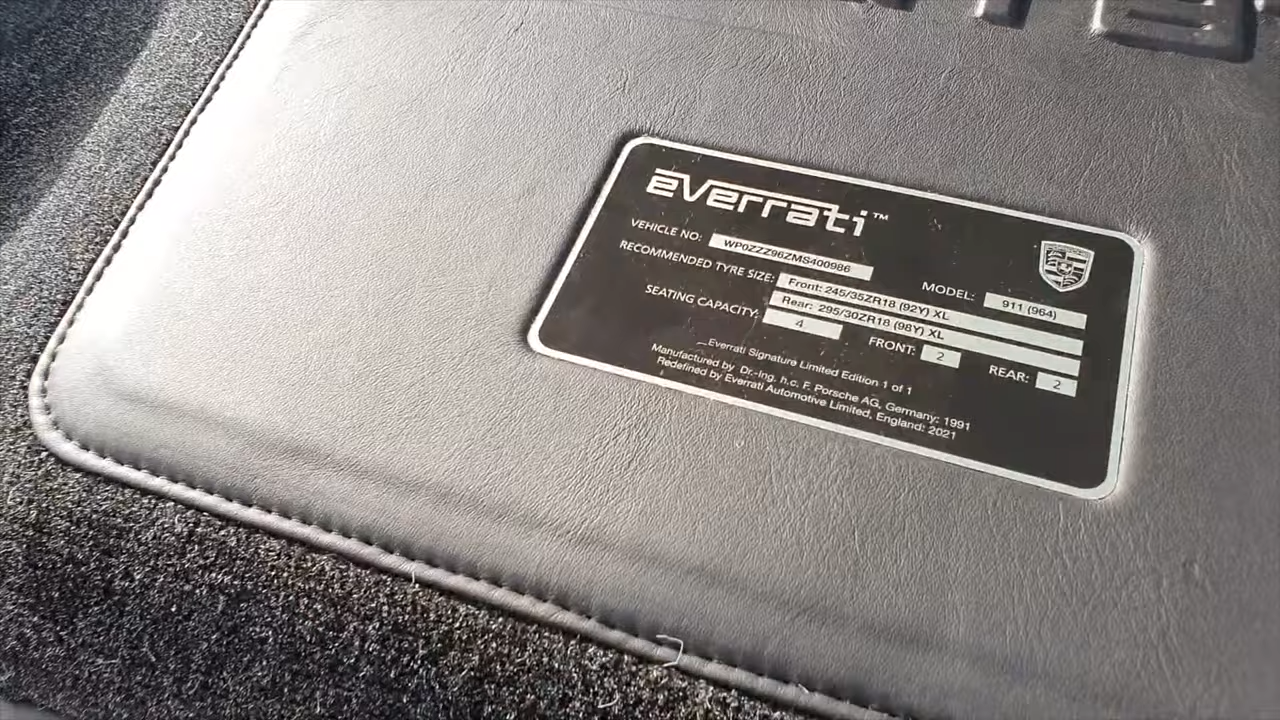 everrati™
VEHICLE NO: WP0ZZZ96ZMS400986
MODEL: 911 (964)
RECOMMENDED TYRE SIZE: Front: 245/35ZR18 (92Y) XL
Rear: 295/30ZR18 (98Y) XL
SEATING CAPACITY: 4 FRONT: 2 REAR: 2
Everrati Signature Limited Edition 1 of 1
Manufactured by Dr.-Ing. h.c. F. Porsche AG, Germany: 1991
Redefined by Everrati Automotive Limited, England: 2021